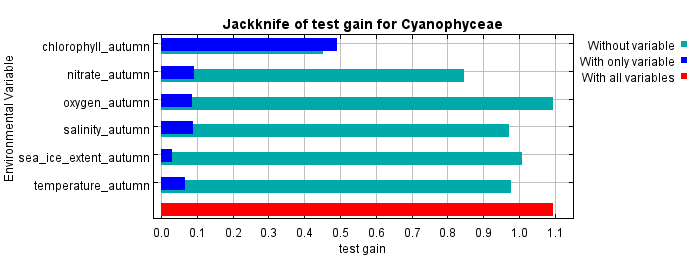 Jackknife of test gain for Cyanophyceae
Environmental Variable
chlorophyll_autumn
nitrate_autumn
oxygen_autumn
salinity_autumn
sea_ice_extent_autumn
temperature_autumn
0.0 0.1 0.2 0.3 0.4 0.5 0.6 0.7 0.8 0.9 1.0 1.1
test gain
Without variable
With only variable
With all variables